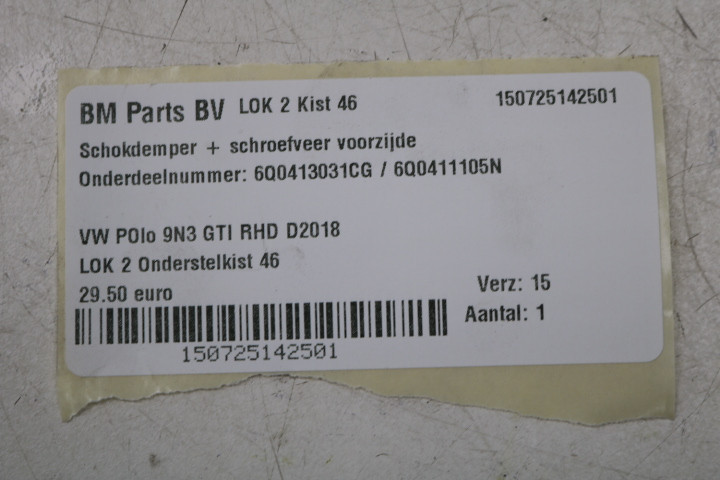 BM Parts BV LOK 2 Kist 46 150725142501
Schokdemper + schroefveer voorzijde
Onderdeelnummer: 6Q0413031CG / 6Q0411105N
VW POlo 9N3 GTI RHD D2018
LOK 2 Onderstelkist 46
29.50 euro Verz: 15
Aantal: 1
150725142501